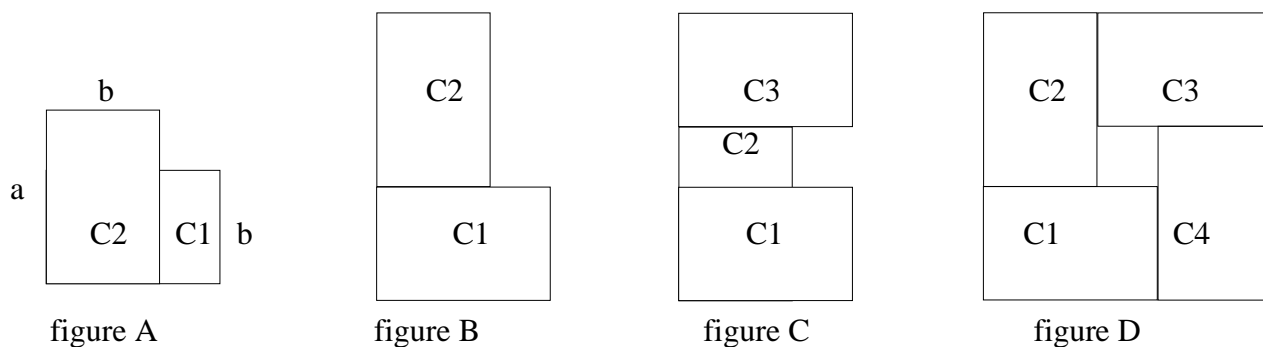 b
a
C2 C1 b
figure A
C2
C1
figure B
C3
C2
C1
figure C
C2 C3
C1 C4
figure D